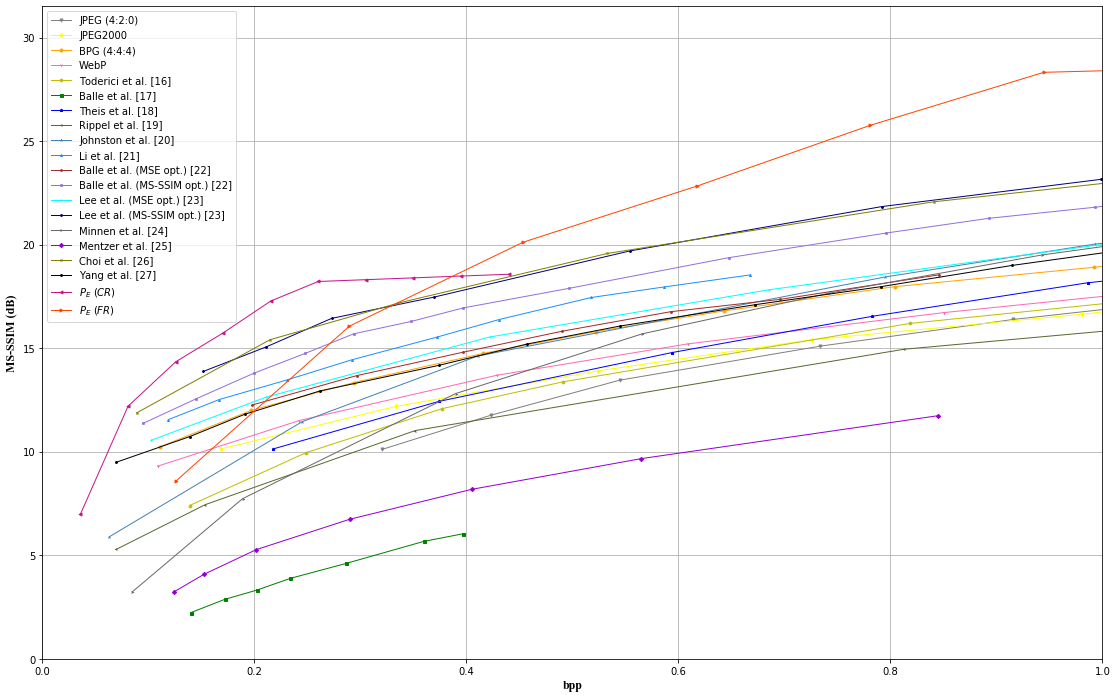 JPEG (4:2:0)
JPEG2000
BPG (4:4:4)
WebP
Toderici et al. [16]
Balle et al. [17]
Theis et al. [18]
Rippel et al. [19]
Johnston et al. [20]
Li et al. [21]
Balle et al. (MSE opt.) [22]
Balle et al. (MS-SSIM opt.) [22]
Lee et al. (MSE opt.) [23]
Lee et al. (MS-SSIM opt.) [23]
Minnen et al. [24]
Mentzer et al. [25]
Choi et al. [26]
Yang et al. [27]
P_E (CR)
P_E (FR)
MS-SSIM (dB)
30
25
20
15
10
5
0
0.0 0.2 0.4 0.6 0.8 1.0
bpp